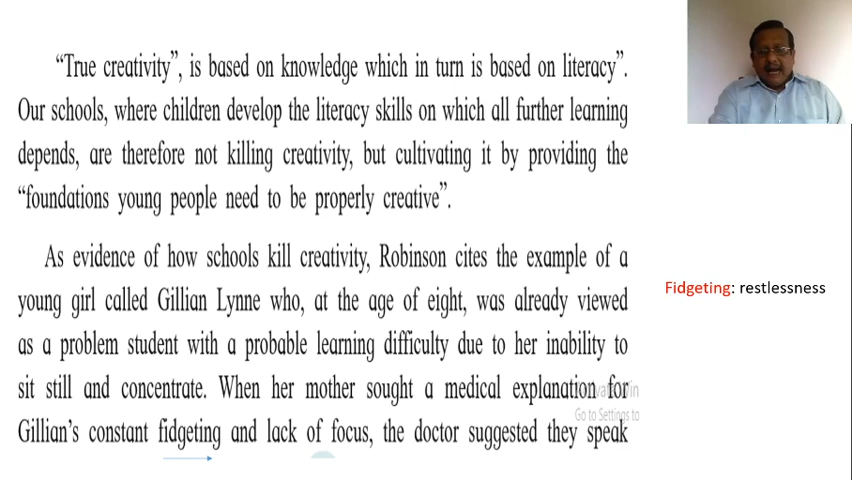 “True creativity”, is based on knowledge which in turn is based on literacy”.
Our schools, where children develop the literacy skills on which all further learning
depends, are therefore not killing creativity, but cultivating it by providing the
“foundations young people need to be properly creative”.
As evidence of how schools kill creativity, Robinson cites the example of a
young girl called Gillian Lynne who, at the age of eight, was already viewed
as a problem student with a probable learning difficulty due to her inability to
sit still and concentrate. When her mother sought a medical explanation for
Gillian’s constant fidgeting and lack of focus, the doctor suggested they speak
Fidgeting: restlessness
Go to Settings to